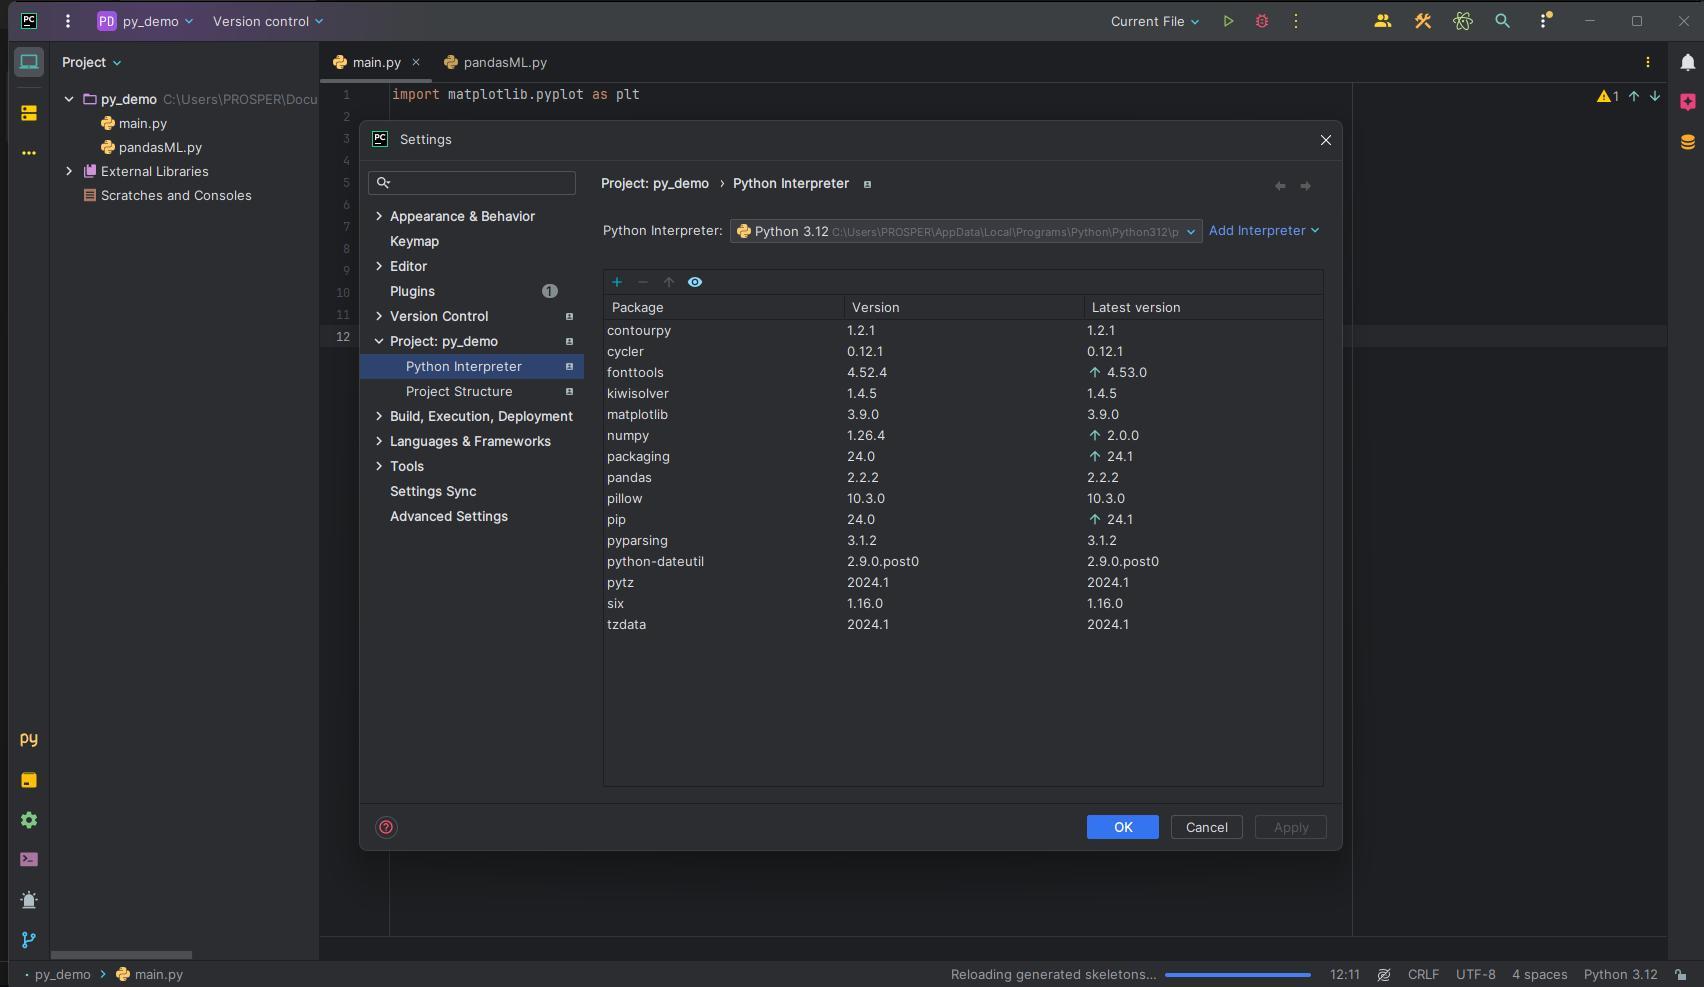 PC
PD py_demo Version control
Current File
Project
main.py
pandasML.py
py_demo C:\Users\PROSPER\Docu
main.py
pandasML.py
External Libraries
Scratches and Consoles
1 import matplotlib.pyplot as plt
2
3
4
5
6
7
8
9
10
11
12
1
PC Settings
Appearance & Behavior
Keymap
Editor
Plugins 1
Version Control
Project: py_demo
Python Interpreter
Project Structure
Build, Execution, Deployment
Languages & Frameworks
Tools
Settings Sync
Advanced Settings
Project: py_demo › Python Interpreter
Python Interpreter: Python 3.12 C:\Users\PROSPER\AppData\Local\Programs\Python\Python312\p Add Interpreter
Package Version Latest version
contourpy 1.2.1 1.2.1
cycler 0.12.1 0.12.1
fonttools 4.52.4 4.53.0
kiwisolver 1.4.5 1.4.5
matplotlib 3.9.0 3.9.0
numpy 1.26.4 2.0.0
packaging 24.0 24.1
pandas 2.2.2 2.2.2
pillow 10.3.0 10.3.0
pip 24.0 24.1
pyparsing 3.1.2 3.1.2
python-dateutil 2.9.0.post0 2.9.0.post0
pytz 2024.1 2024.1
six 1.16.0 1.16.0
tzdata 2024.1 2024.1
OK Cancel Apply
py
py_demo › main.py
Reloading generated skeletons... 12:11 CRLF UTF-8 4 spaces Python 3.12